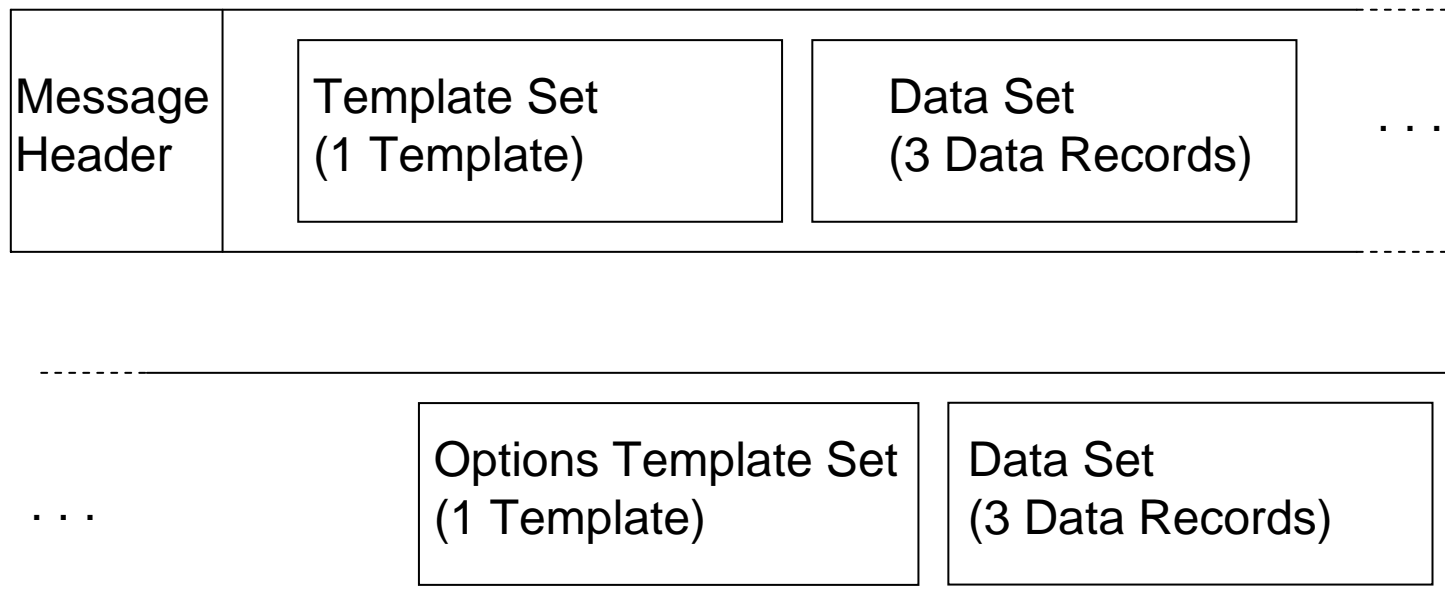 Message
Header
Template Set
(1 Template)
Data Set
(3 Data Records)
. . .
. . .
Options Template Set
(1 Template)
Data Set
(3 Data Records)